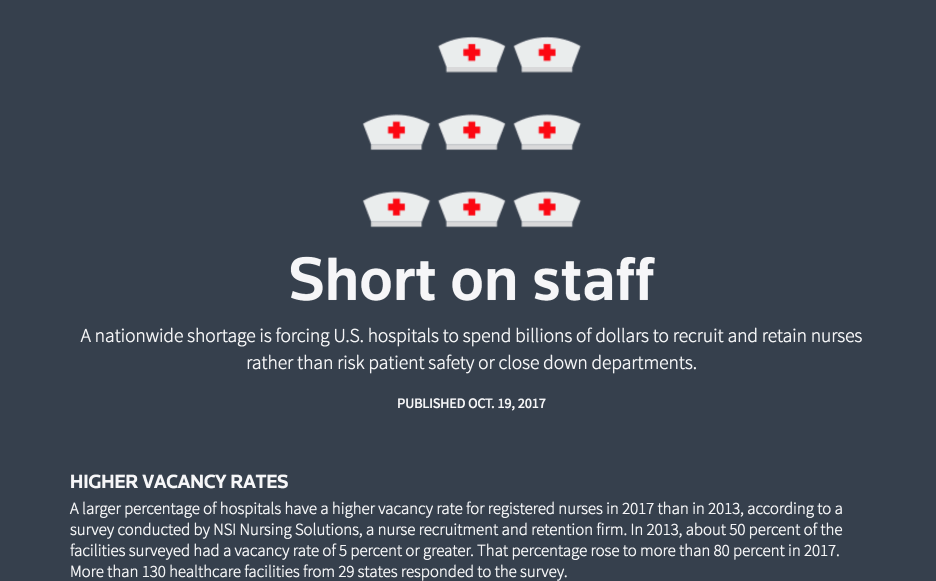 Short on staff
A nationwide shortage is forcing U.S. hospitals to spend billions of dollars to recruit and retain nurses
rather than risk patient safety or close down departments.
PUBLISHED OCT. 19, 2017
HIGHER VACANCY RATES
A larger percentage of hospitals have a higher vacancy rate for registered nurses in 2017 than in 2013, according to a
survey conducted by NSI Nursing Solutions, a nurse recruitment and retention firm. In 2013, about 50 percent of the
facilities surveyed had a vacancy rate of 5 percent or greater. That percentage rose to more than 80 percent in 2017.
More than 130 healthcare facilities from 29 states responded to the survey.